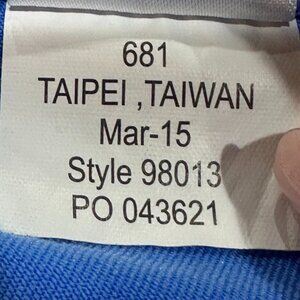 681
TAIPEI ,TAIWAN
Mar-15
Style 98013
PO 043621